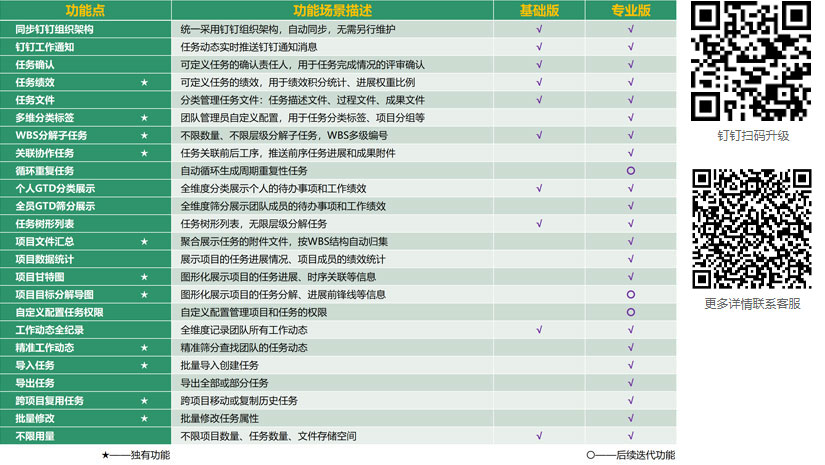 功能点 功能场景描述 基础版 专业版
同步钉钉组织架构 统一采用钉钉组织架构，自动同步，无需另行维护 √ √
钉钉工作通知 任务动态实时推送钉钉通知消息 √ √
任务确认 可定义任务的确认责任人，用于任务完成情况的评审确认 √ √
任务绩效 ★ 可定义任务的绩效，用于绩效积分统计、进展权重比例 √ √
任务文件 分类管理任务文件：任务描述文件、过程文件、成果文件 √ √
多维分类标签 ★ 团队管理员自定义配置，用于任务分类标签、项目分组等 √
WBS分解子任务 ★ 不限数量、不限层级分解子任务，WBS多级编号 √ √
关联协作任务 ★ 任务关联前后工序，推送前序任务进展和成果附件 √
循环重复任务 自动循环生成周期重复性任务 〇
个人GTD分类展示 全维度分类展示个人的待办事项和工作绩效 √ √
全员GTD筛分展示 全维度筛分展示团队成员的待办事项和工作绩效 √
任务树形列表 任务树形列表，无限层级分解任务 √ √
项目文件汇总 ★ 聚合展示任务的附件文件，按WBS结构自动归集 √
项目数据统计 展示项目的任务进展情况、项目成员的绩效统计 √
项目甘特图 ★ 图形化展示项目的任务进展、时序关联等信息 √
项目目标分解导图 ★ 图形化展示项目的任务分解、进展前锋线等信息 〇
自定义配置任务权限 自定义配置管理项目和任务的权限 〇
工作动态全纪录 全维度记录团队所有工作动态 √ √
精准工作动态 ★ 精准筛分查找团队的任务动态 √
导入任务 ★ 批量导入创建任务 √
导出任务 导出全部或部分任务 √
跨项目复用任务 ★ 跨项目移动或复制历史任务 √
批量修改 ★ 批量修改任务属性 √
不限用量 不限项目数量、任务数量、文件存储空间 √ √
★——独有功能 〇——后续迭代功能
钉钉扫码升级
更多详情联系客服